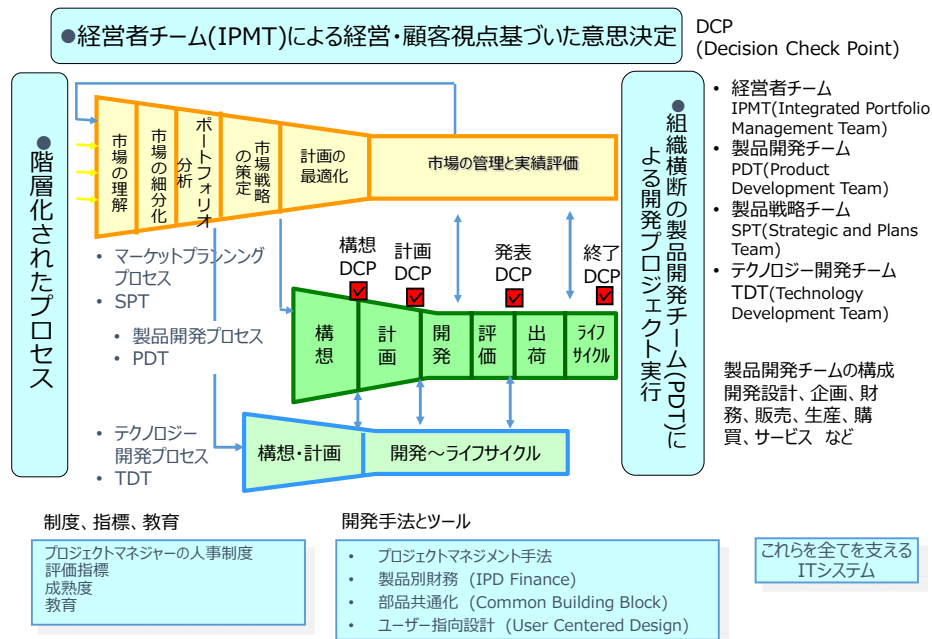 ●経営者チーム(IPMT)による経営・顧客視点基づいた意思決定
DCP
(Decision Check Point)
●階層化されたプロセス
市場の理解
市場の細分化
ポートフォリオ
分析
市場戦略
の策定
計画の
最適化
市場の管理と実績評価
• マーケットプランンング
プロセス
• SPT
• 製品開発プロセス
• PDT
• テクノロジー
開発プロセス
• TDT
構想
DCP
計画
DCP
発表
DCP
終了
DCP
構想
計画
開発
評価
出荷
ライフ
サイクル
構想・計画
開発～ライフサイクル
●組織横断の製品開発チーム(PDT)に
よる開発プロジェクト実行
• 経営者チーム
IPMT(Integrated Portfolio
Management Team)
• 製品開発チーム
PDT(Product
Development Team)
• 製品戦略チーム
SPT(Strategic and Plans
Team)
• テクノロジー開発チーム
TDT(Technology
Development Team)
製品開発チームの構成
開発設計、企画、財
務、販売、生産、購
買、サービス など
制度、指標、教育
プロジェクトマネジャーの人事制度
評価指標
成熟度
教育
開発手法とツール
• プロジェクトマネジメント手法
• 製品別財務 (IPD Finance)
• 部品共通化 (Common Building Block)
• ユーザー指向設計 (User Centered Design)
これらを全てを支える
ITシステム